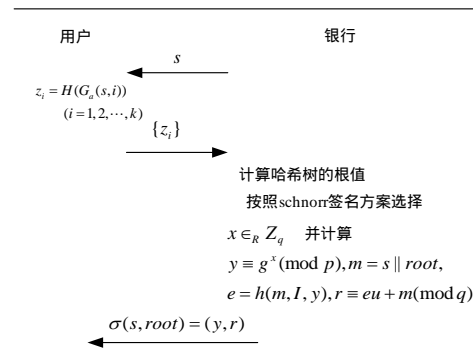 用户 银行
s
z_i = H(G_a(s,i))
(i = 1,2,⋯,k)
{z_i}
计算哈希树的根值
按照schnorr签名方案选择
x ∈_R Z_q 并计算
y ≡ g^x(mod p), m = s || root,
e = h(m, I, y), r ≡ eu + m(mod q)
σ(s,root) = (y,r)